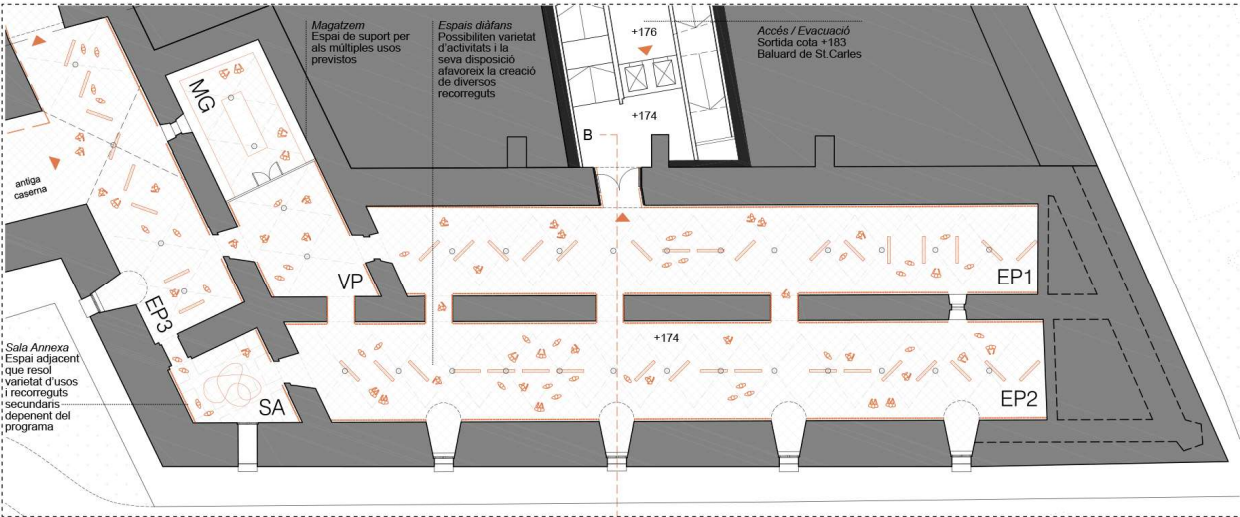 Magatzem
Espai de suport per
als múltiples usos
previstos
Espais diàfans
Possibiliten varietat
d'activitats i la
seva disposició
afavoreix la creació
de diversos
recorreguts
+176
Accés / Evacuació
Sortida cota +183
Baluard de St.Carles
MG
+174
B
antiga
caserna
VP
EP1
EP3
+174
Sala Annexa
Espai adjacent
que resol
varietat d'usos
i recorreguts
secundaris
depenent del
programa
SA
EP2